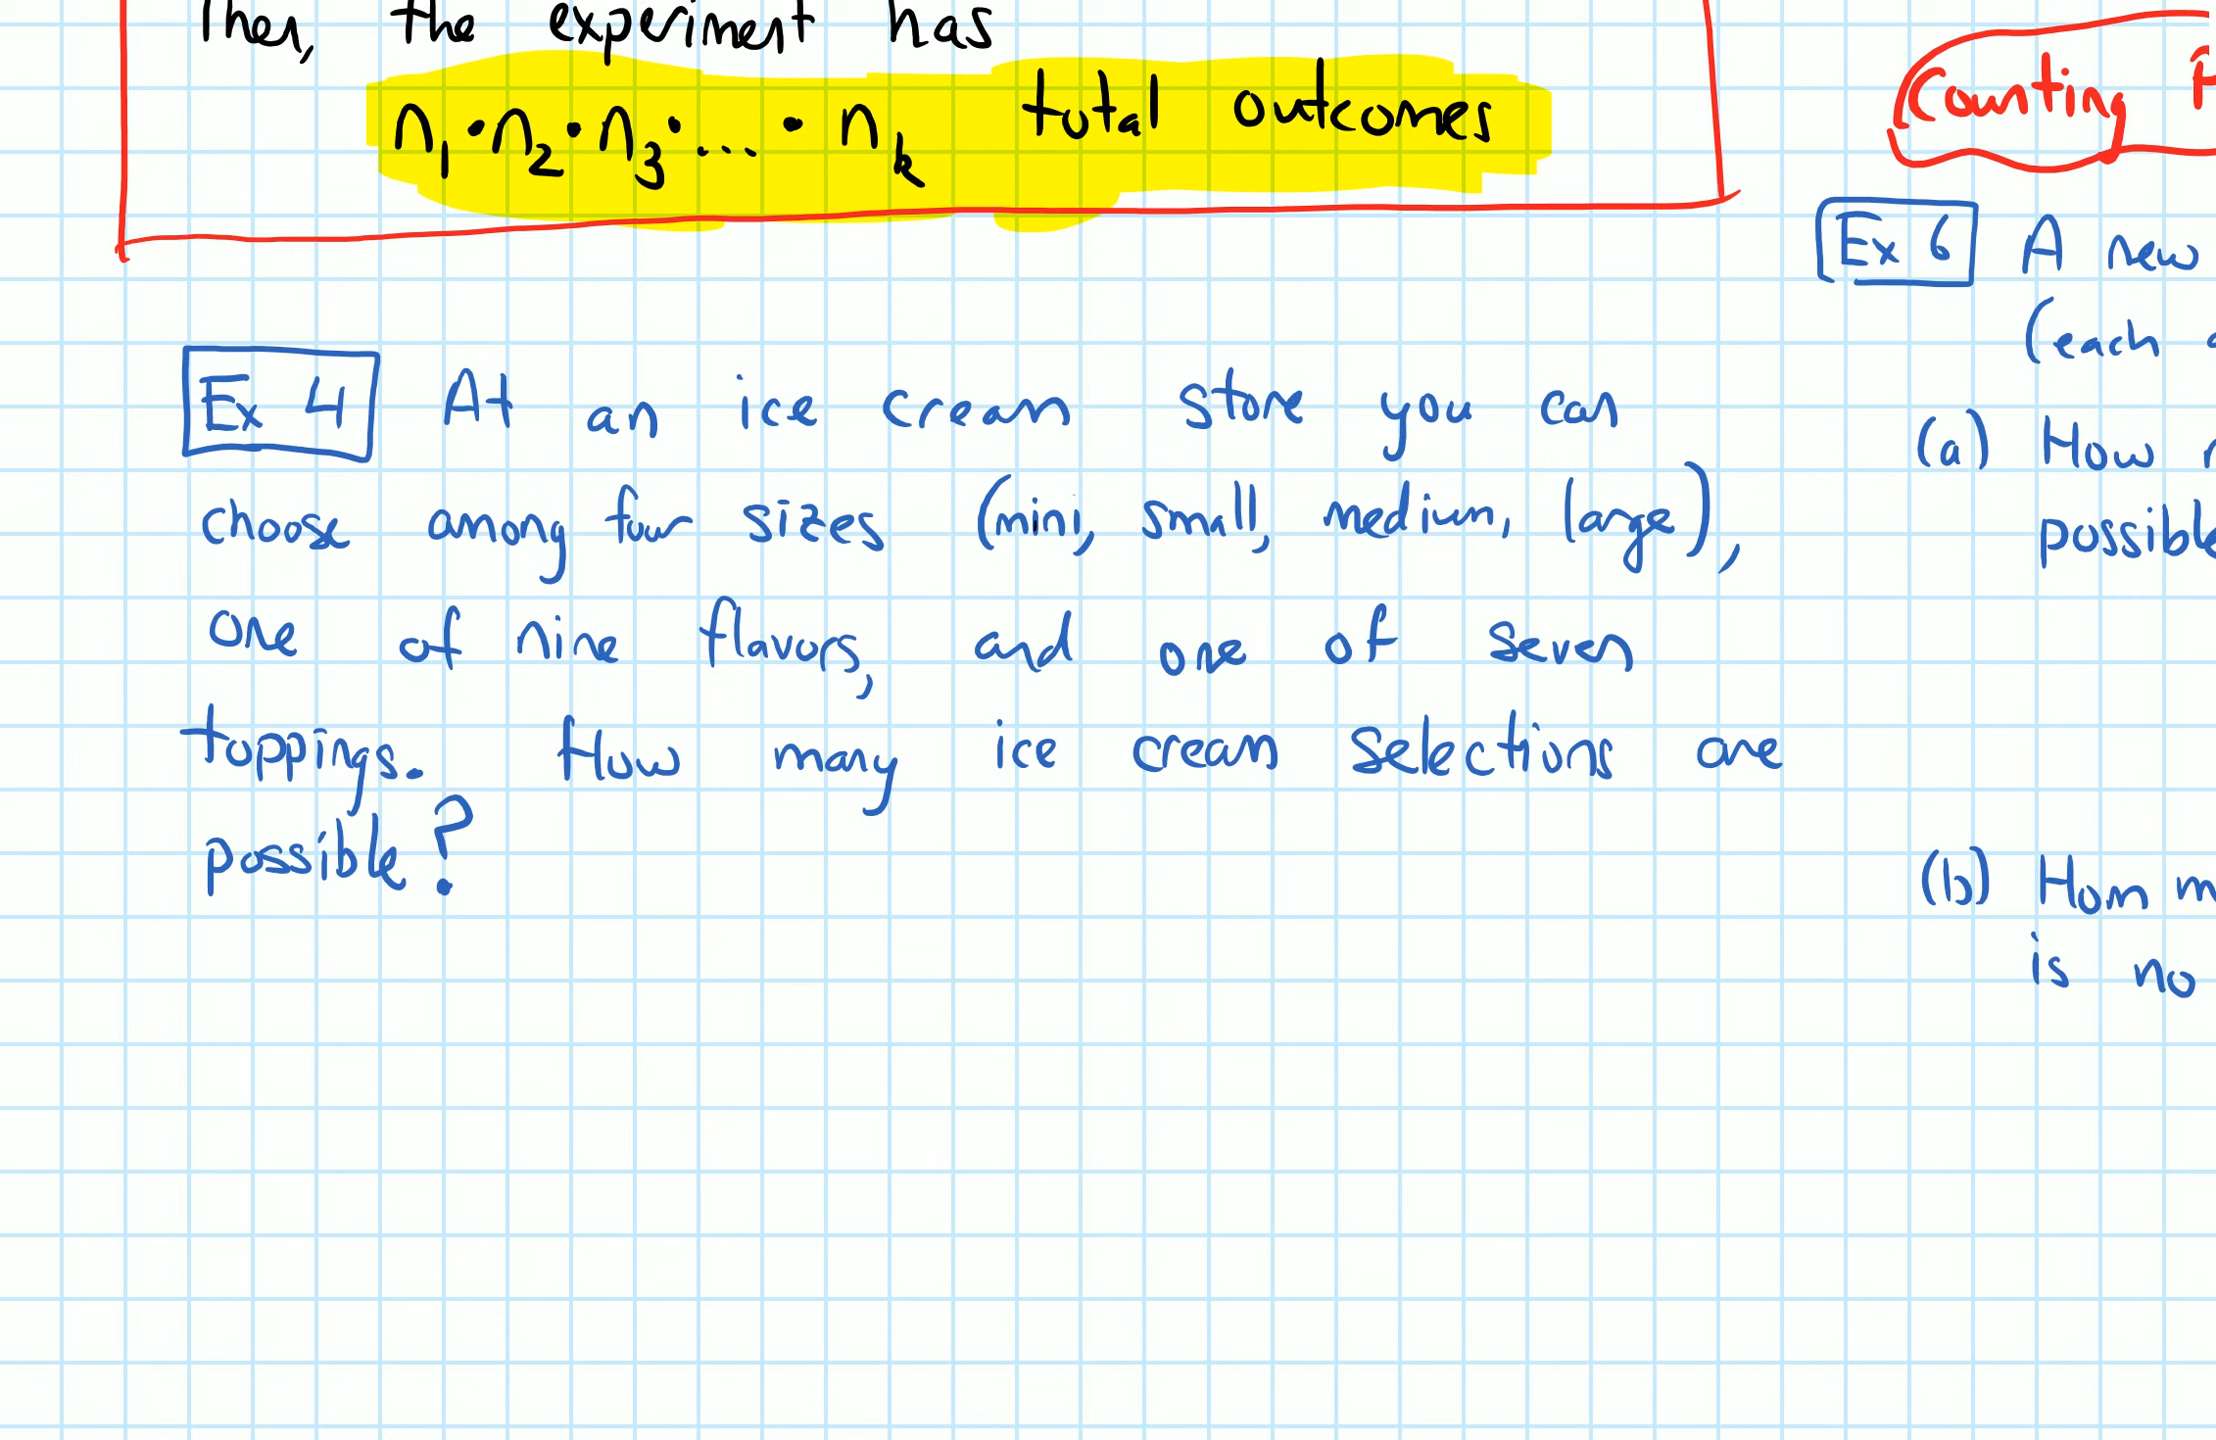 Then, the experiment has
n₁·n₂·n₃·...·nₖ total outcomes
Ex 4 At an ice cream store you can
choose among four sizes (mini, small, medium, large),
one of nine flavors, and one of seven
toppings. How many ice cream selections are
possible?
Counting
Ex 6 A new
(each
(a) How
possible
(b) How
is no